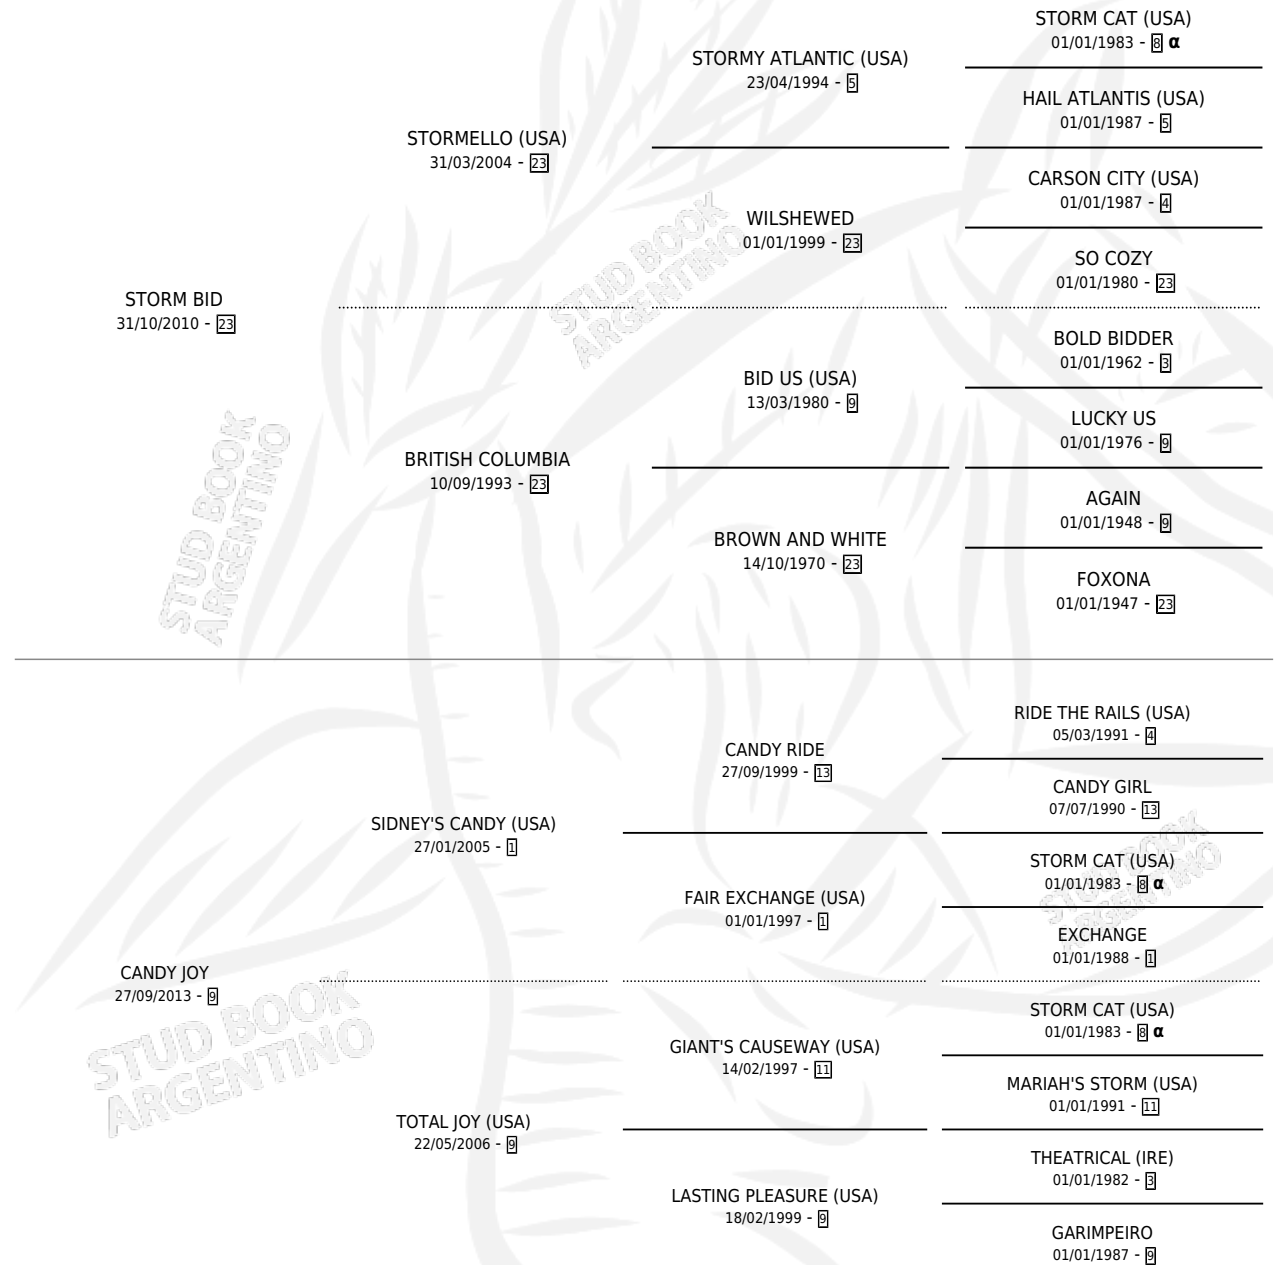 STORM CAT (USA)
01/01/1983 - 8 α
STORMY ATLANTIC (USA)
23/04/1994 - 5
HAIL ATLANTIS (USA)
01/01/1987 - 5
STORMELLO (USA)
31/03/2004 - 23
CARSON CITY (USA)
01/01/1987 - 4
WILSHEWED
01/01/1999 - 23
SO COZY
01/01/1980 - 23
STORM BID
31/10/2010 - 23
BOLD BIDDER
01/01/1962 - 3
BID US (USA)
13/03/1980 - 9
LUCKY US
01/01/1976 - 9
BRITISH COLUMBIA
10/09/1993 - 23
AGAIN
01/01/1948 - 9
BROWN AND WHITE
14/10/1970 - 23
FOXONA
01/01/1947 - 23
STUD BOOK
ARGENTINO
STUD BOOK
ARGENTINO
RIDE THE RAILS (USA)
05/03/1991 - 4
CANDY RIDE
27/09/1999 - 13
CANDY GIRL
07/07/1990 - 13
SIDNEY'S CANDY (USA)
27/01/2005 - 1
STORM CAT (USA)
01/01/1983 - 8 α
FAIR EXCHANGE (USA)
01/01/1997 - 1
EXCHANGE
01/01/1988 - 1
CANDY JOY
27/09/2013 - 9
STORM CAT (USA)
01/01/1983 - 8 α
GIANT'S CAUSEWAY (USA)
14/02/1997 - 11
MARIAH'S STORM (USA)
01/01/1991 - 11
TOTAL JOY (USA)
22/05/2006 - 9
THEATRICAL (IRE)
01/01/1982 - 3
LASTING PLEASURE (USA)
18/02/1999 - 9
GARIMPEIRO
01/01/1987 - 9
STUD BOOK
ARGENTINO
STUD BOOK
ARGENTINO